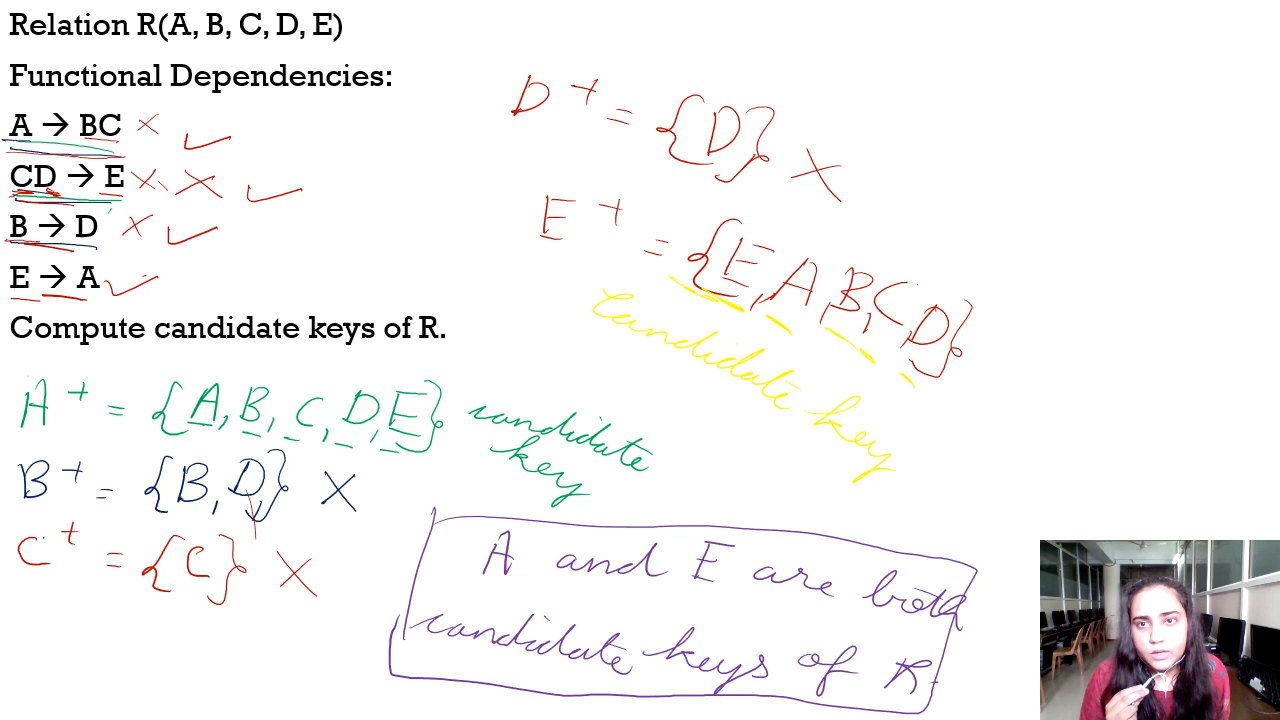 Relation R(A, B, C, D, E)
Functional Dependencies:
A → BC
CD → E
B → D
E → A
Compute candidate keys of R.
A+ = {A, B, C, D, E} candidate key
B+ = {B, D}
C+ = {C}
D+ = {D}
E+ = {E, A, B, C, D}
Candidate key
A and E are both
candidate keys of R.